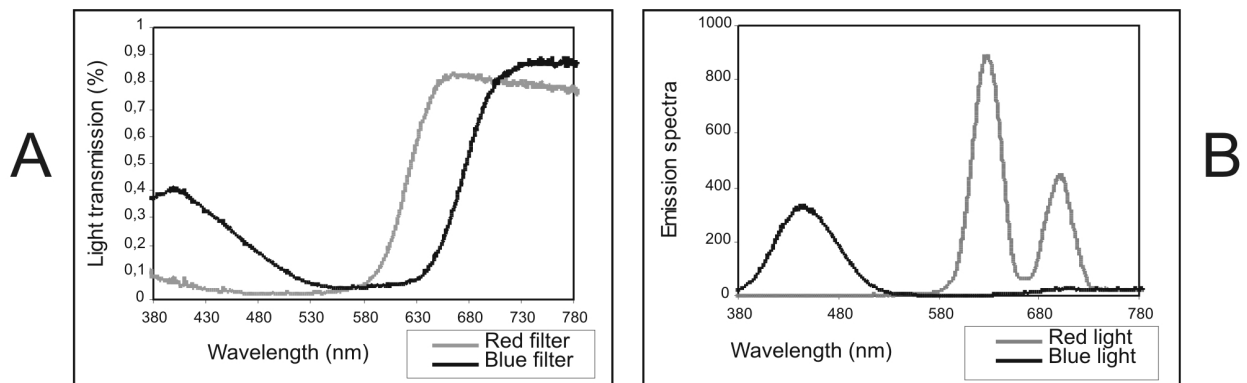 A
Light transmission (%)
1
0,9
0,8
0,7
0,6
0,5
0,4
0,3
0,2
0,1
0
380 430 480 530 580 630 680 730 780
Wavelength (nm)
Red filter
Blue filter
B
Emission spectra
1000
800
600
400
200
0
380 480 580 680 780
Wavelength (nm)
Red light
Blue light